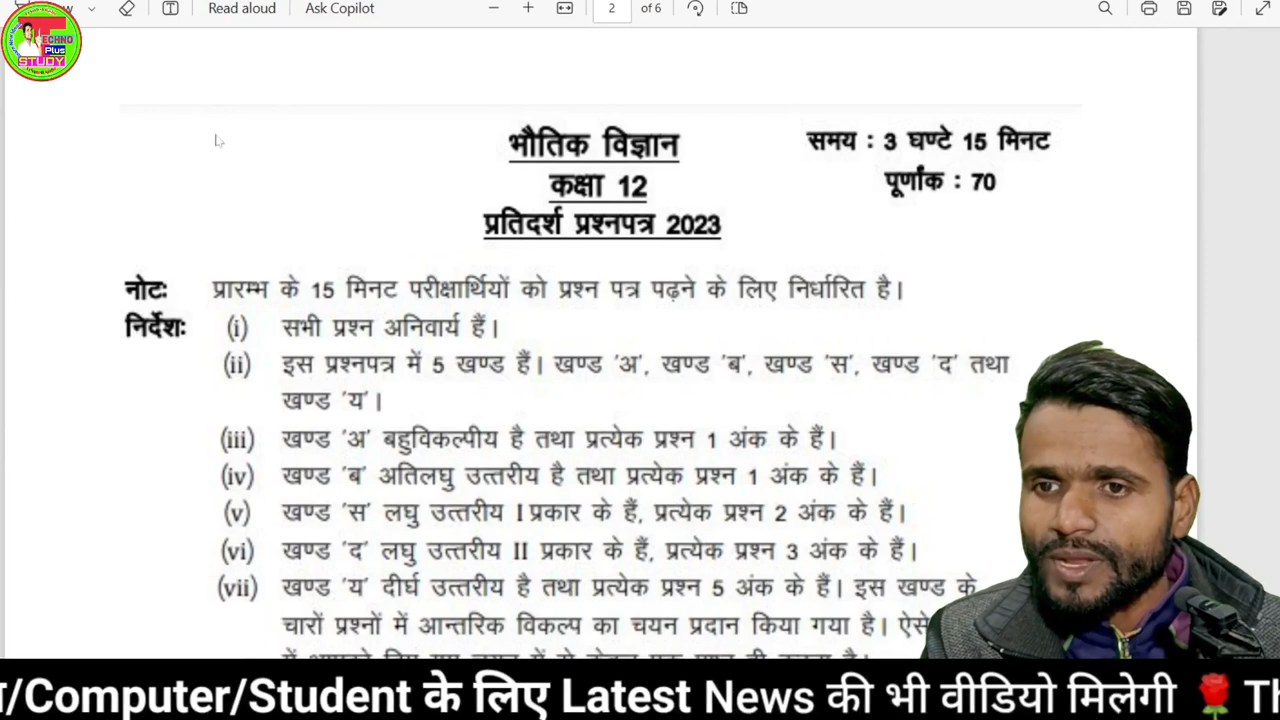 Read aloud Ask Copilot 2 of 6
TECHNO
Plus
STUDY
भौतिक विज्ञान
समय : 3 घण्टे 15 मिनट
कक्षा 12
पूर्णांक : 70
प्रतिदर्श प्रश्नपत्र 2023
नोटः प्रारम्भ के 15 मिनट परीक्षार्थियों को प्रश्न पत्र पढ़ने के लिए निर्धारित है।
निर्देशः (i) सभी प्रश्न अनिवार्य हैं।
(ii) इस प्रश्नपत्र में 5 खण्ड हैं। खण्ड 'अ', खण्ड 'ब', खण्ड 'स', खण्ड 'द' तथा
खण्ड 'य'।
(iii) खण्ड 'अ' बहुविकल्पीय है तथा प्रत्येक प्रश्न 1 अंक के हैं।
(iv) खण्ड 'ब' अतिलघु उत्तरीय है तथा प्रत्येक प्रश्न 1 अंक के हैं।
(v) खण्ड 'स' लघु उत्तरीय I प्रकार के हैं, प्रत्येक प्रश्न 2 अंक के हैं।
(vi) खण्ड 'द' लघु उत्तरीय II प्रकार के हैं, प्रत्येक प्रश्न 3 अंक के हैं।
(vii) खण्ड 'य' दीर्घ उत्तरीय है तथा प्रत्येक प्रश्न 5 अंक के हैं। इस खण्ड के
चारों प्रश्नों में आन्तरिक विकल्प का चयन प्रदान किया गया है। ऐसे
/Computer/Student के लिए Latest News की भी वीडियो मिलेगी 🌹 Th